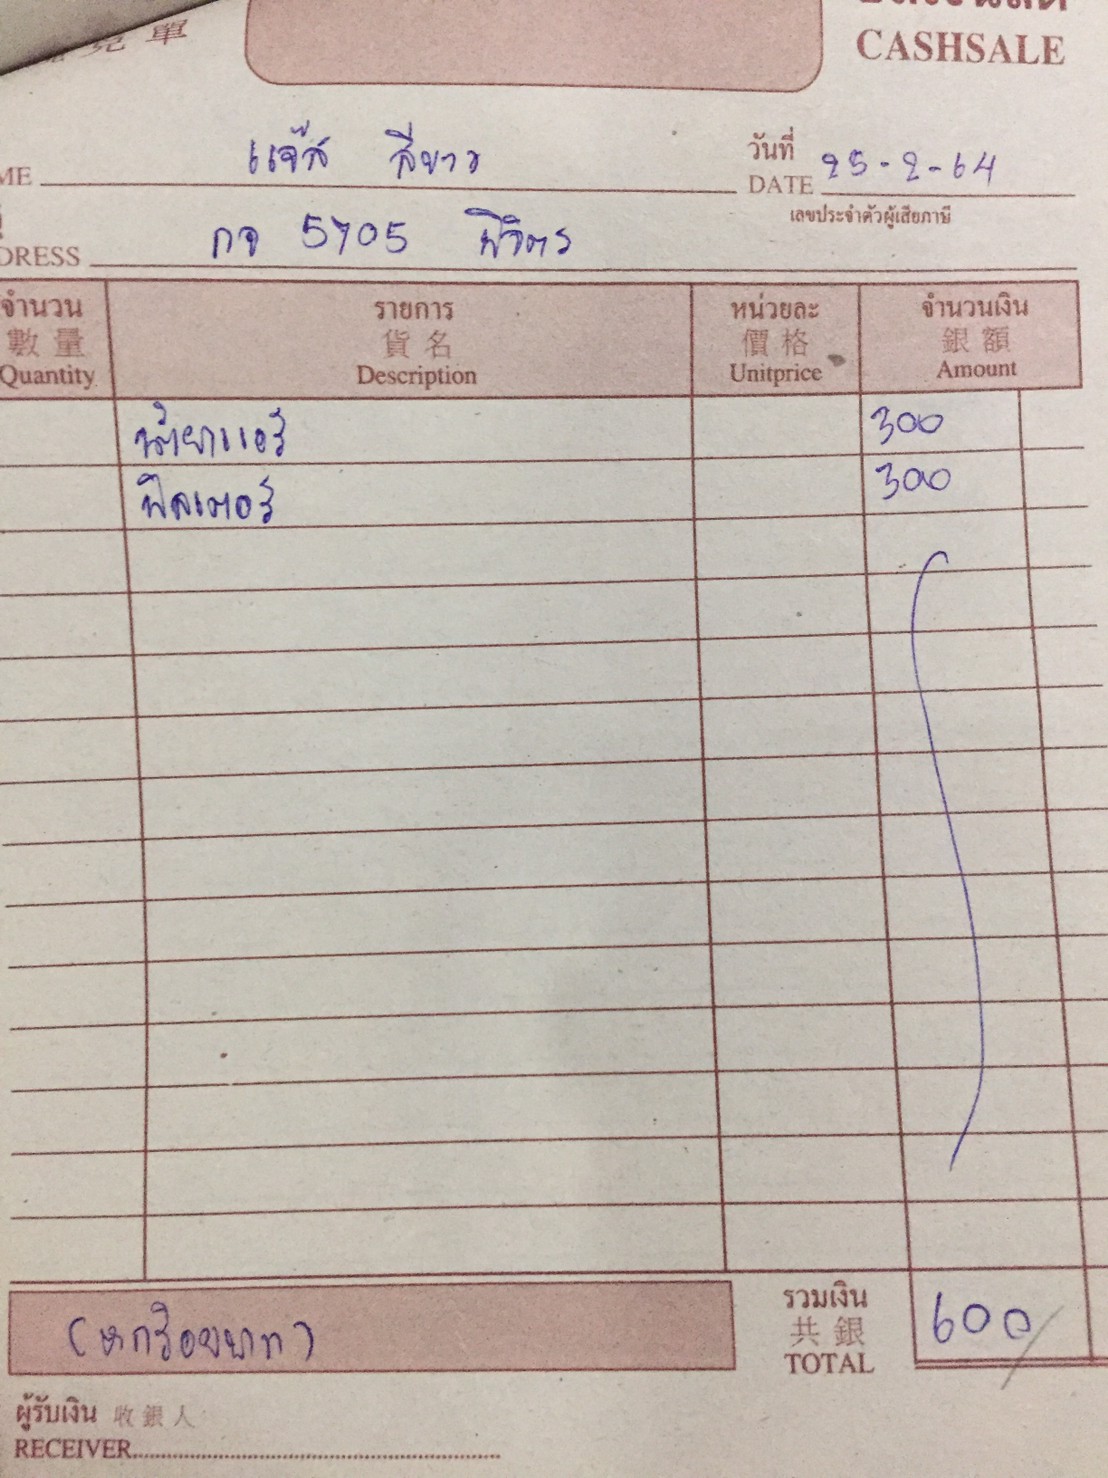 單
CASHSALE
แจ๊ส สีขาว
วันที่
ME
DATE 25-2-64
เลขประจำตัวผู้เสียภาษี
DRESS กจ 5705 พิจิตร
จำนวน รายการ หน่วยละ จำนวนเงิน
數量 貨名 價格 銀額
Quantity Description Unitprice Amount
น้ำยาแอร์ 300
ฟิลเตอร์ 300
รวมเงิน
共銀
TOTAL 600
(หกร้อยบาท)
ผู้รับเงิน 收銀人
RECEIVER